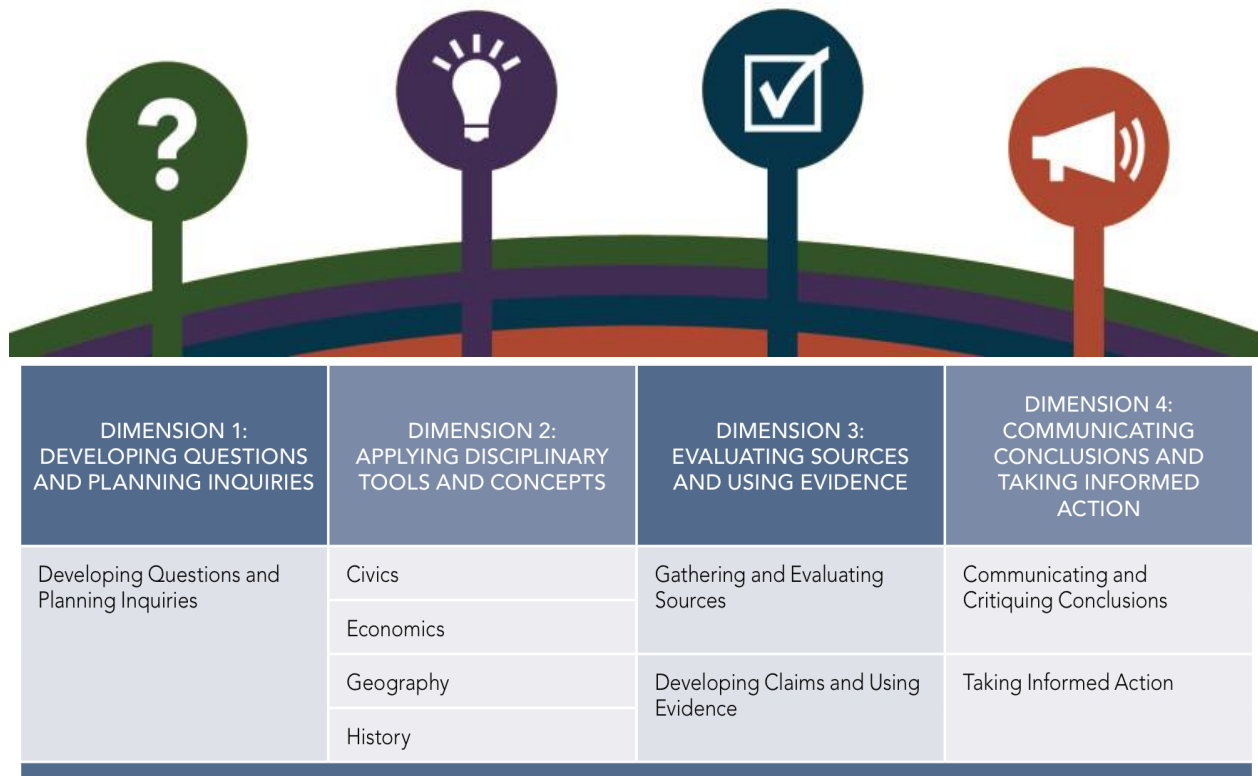 ?
DIMENSION 1:
DEVELOPING QUESTIONS
AND PLANNING INQUIRIES
DIMENSION 2:
APPLYING DISCIPLINARY
TOOLS AND CONCEPTS
DIMENSION 3:
EVALUATING SOURCES
AND USING EVIDENCE
DIMENSION 4:
COMMUNICATING
CONCLUSIONS AND
TAKING INFORMED
ACTION
Developing Questions and
Planning Inquiries
Civics
Economics
Geography
History
Gathering and Evaluating
Sources
Developing Claims and Using
Evidence
Communicating and
Critiquing Conclusions
Taking Informed Action